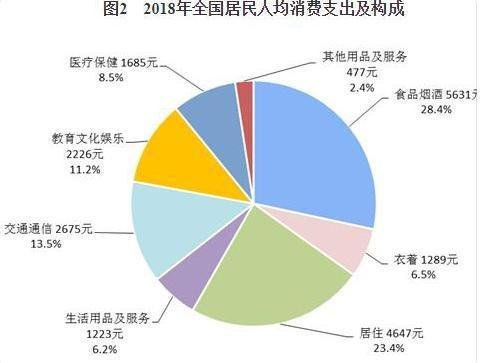 图2 2018年全国居民人均消费支出及构成
其他用品及服务
477元
2.4%
医疗保健 1685元
8.5%
食品烟酒 5631元
28.4%
教育文化娱乐
2226元
11.2%
交通通信 2675元
13.5%
衣着 1289元
6.5%
生活用品及服务
1223元
6.2%
居住 4647元
23.4%